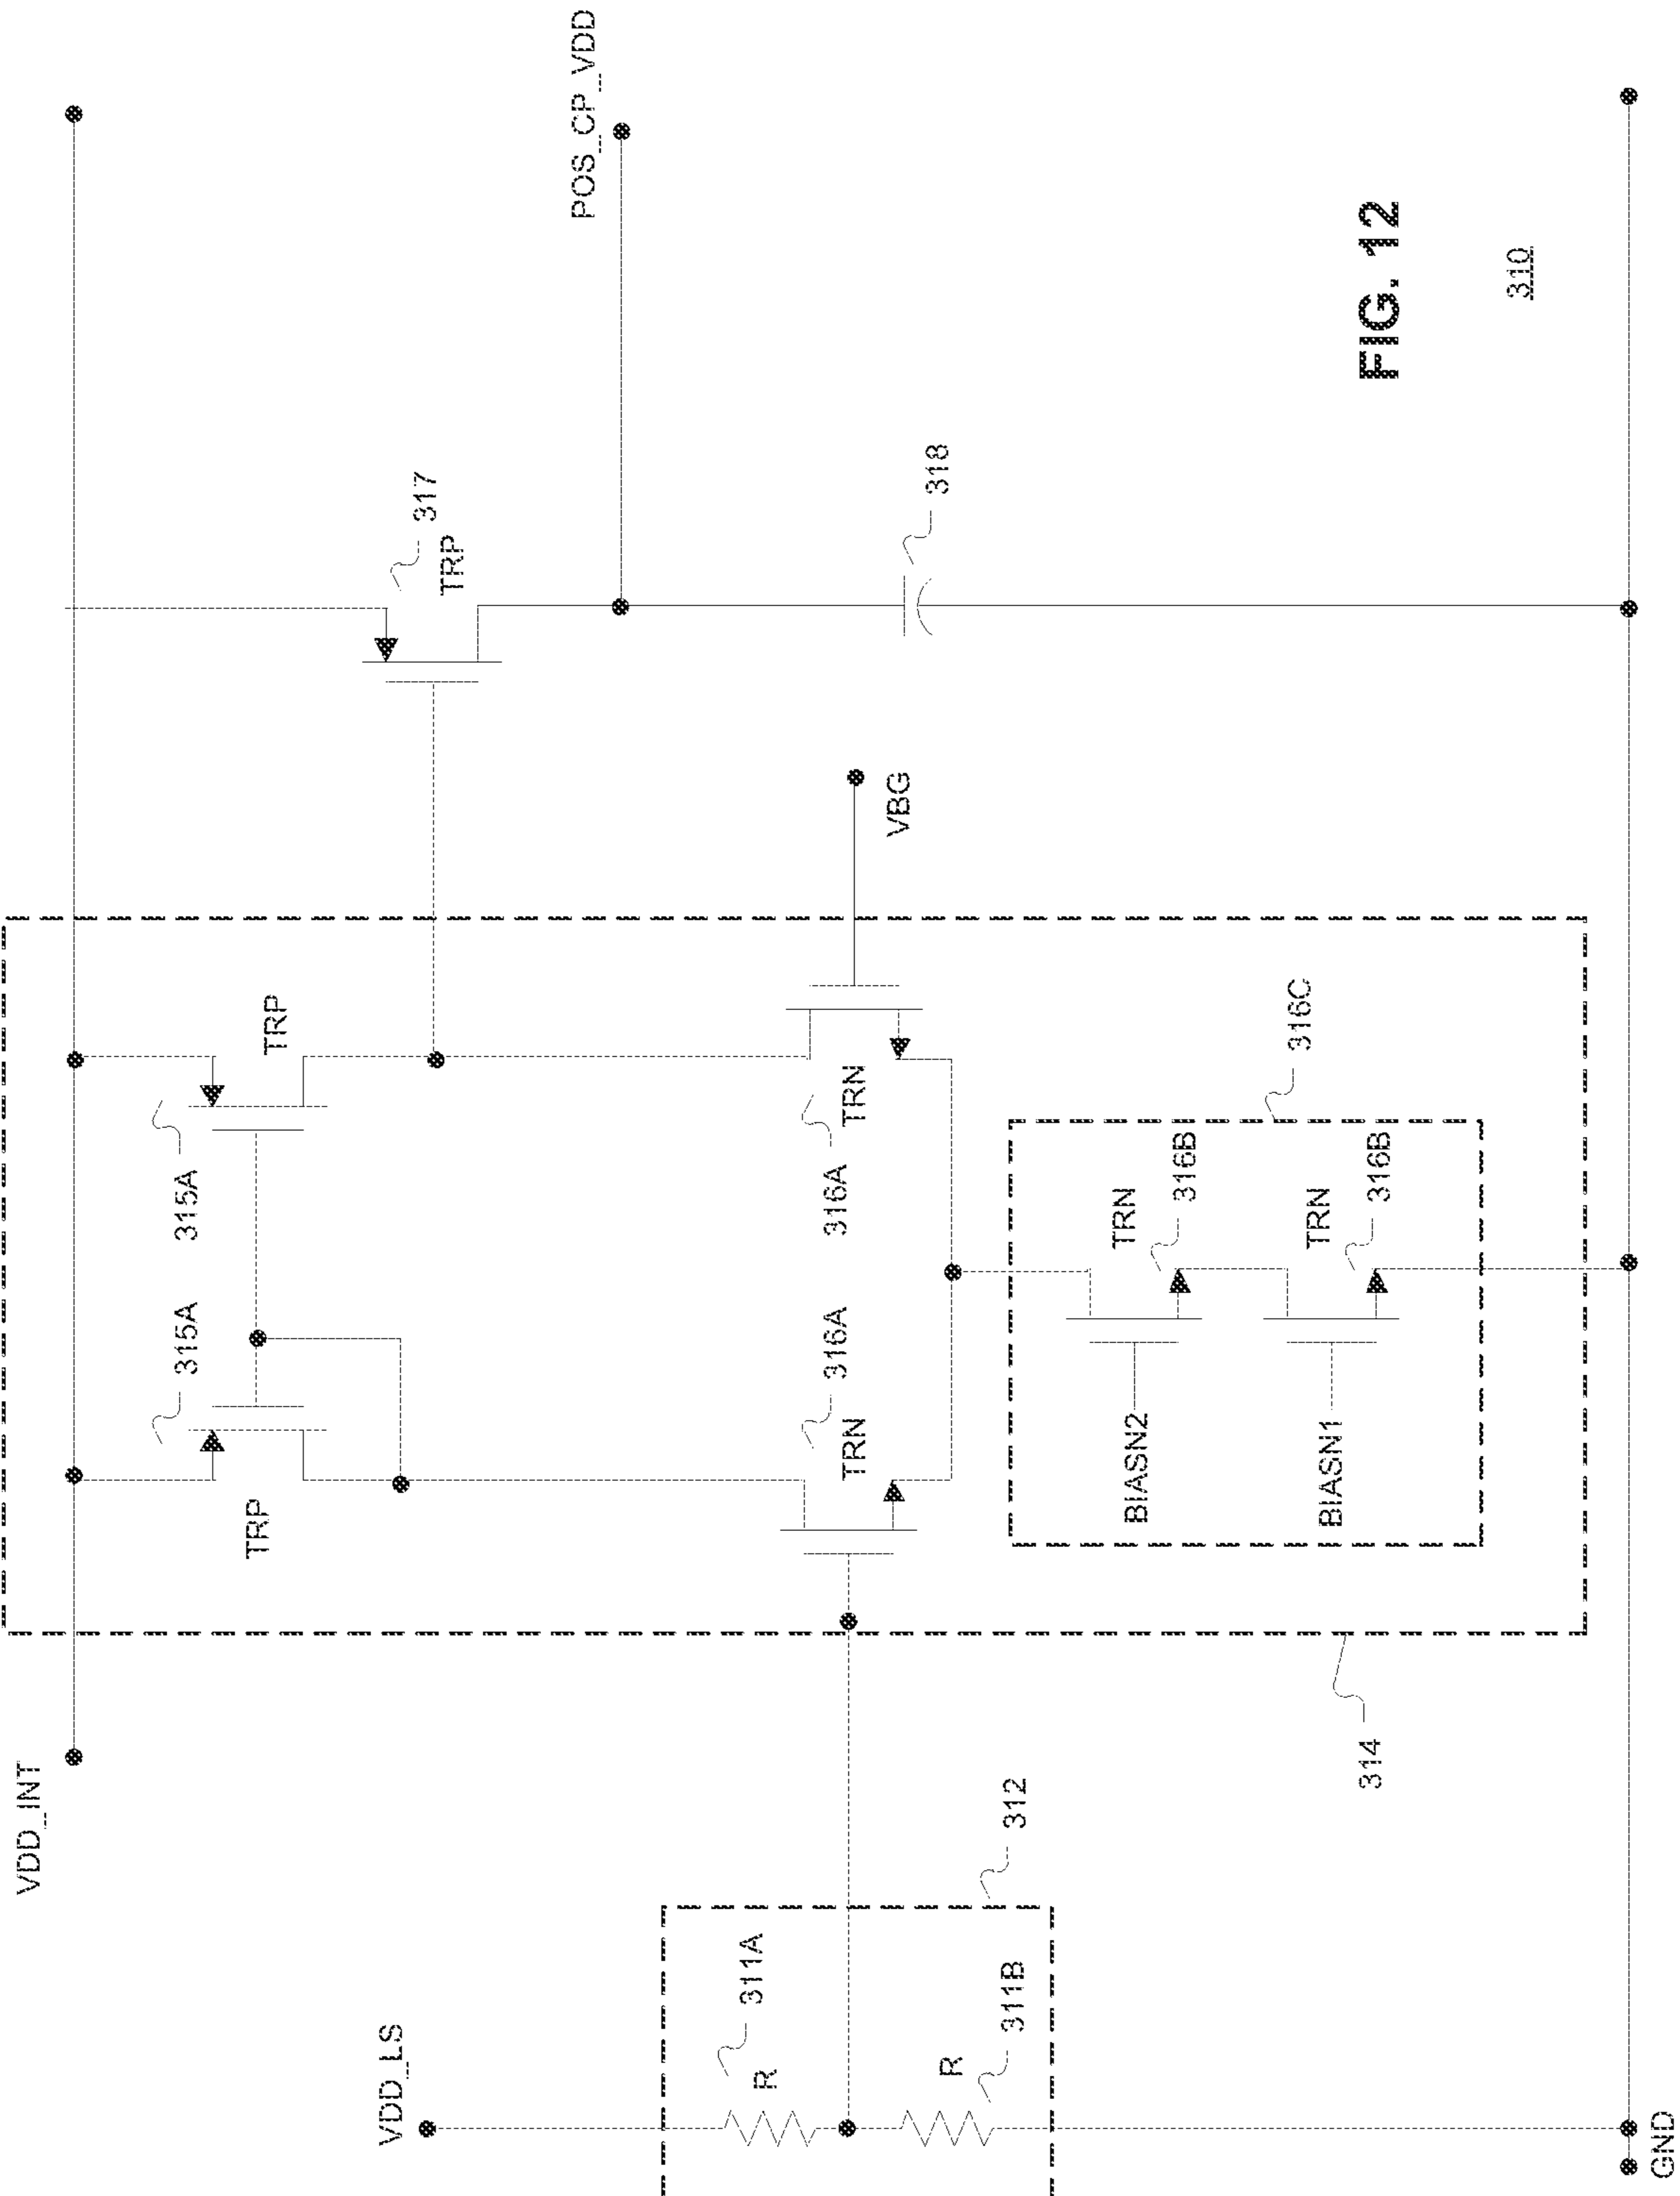 VDD_INT
VDD_LS
R
311A
R
311B
312
GND
314
TRP
315A
315A
TRP
TRN
316A
316A
TRN
BIASN2
BIASN1
TRN
316B
TRN
316B
316C
VBG
317
TRP
318
POS_CP_VDD
FIG. 12
310